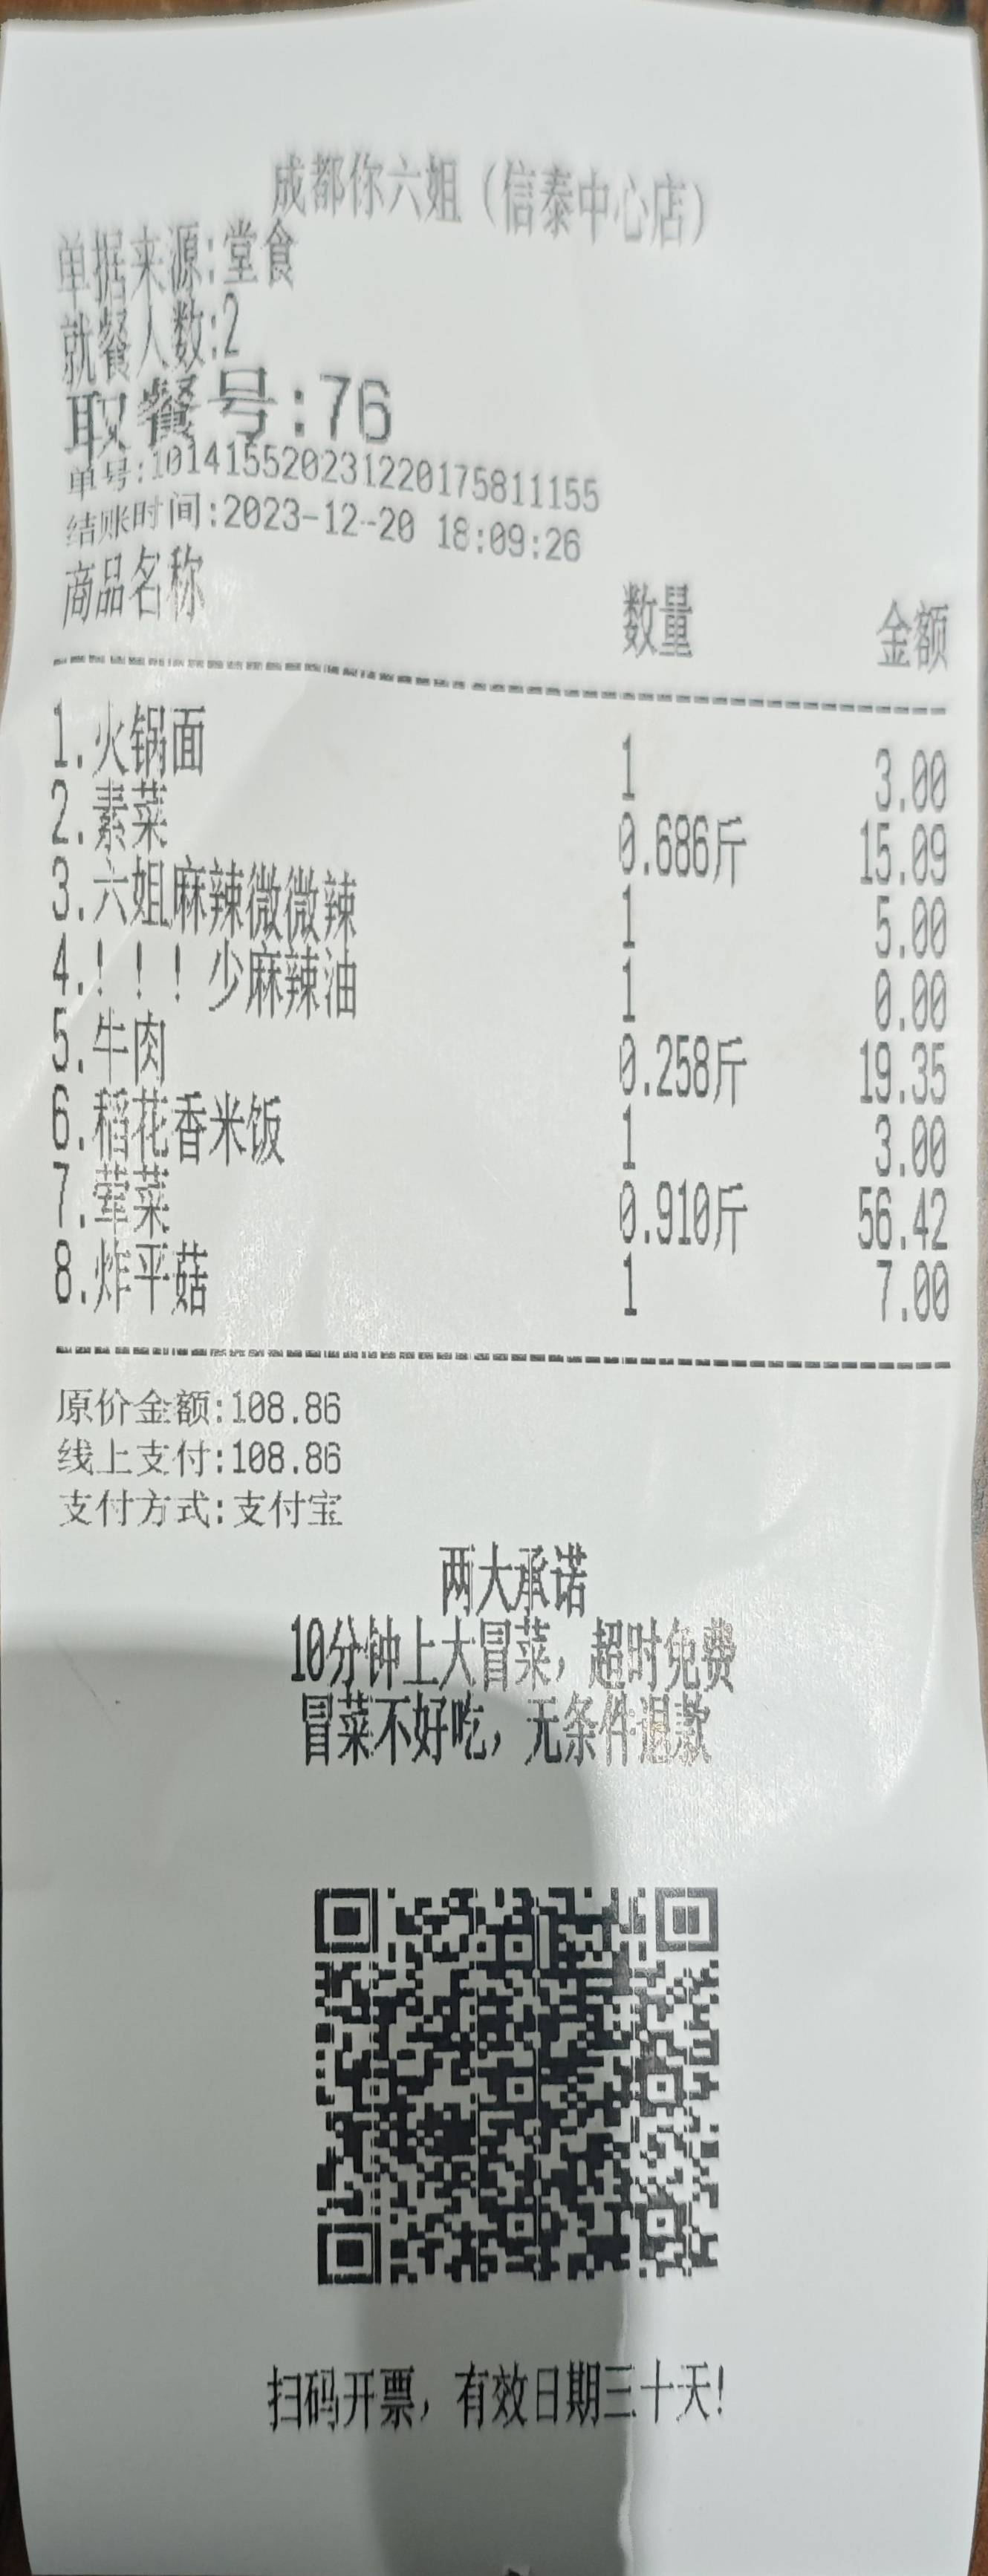 成都你六姐（信泰中心店）
单据来源:堂食
就餐人数:2
取餐号:76
单号:10141552023122017581​1155
结账时间:2023-12-20 18:09:26
商品名称 数量 金额
1.火锅面 1 3.00
2.素菜 0.686斤 15.09
3.六姐麻辣微微辣 1 5.00
4.！！！少麻辣油 1 0.00
5.牛肉 0.258斤 19.35
6.稻花香米饭 1 3.00
7.荤菜 0.910斤 56.42
8.炸平菇 1 7.00
原价金额:108.86
线上支付:108.86
支付方式:支付宝
两大承诺
10分钟上大冒菜，超时免费
冒菜不好吃，无条件退款
扫码开票，有效日期三十天!